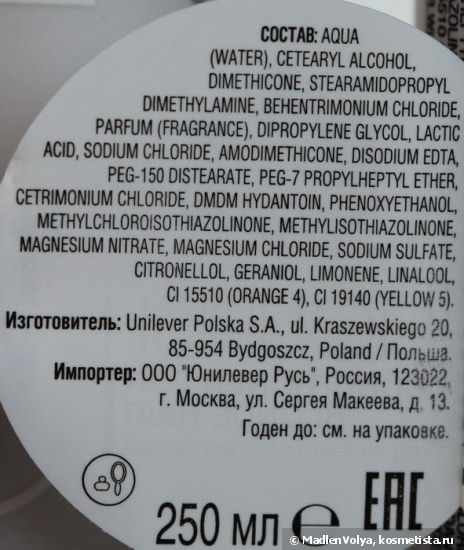 СОСТАВ: AQUA
(WATER), CETEARYL ALCOHOL,
DIMETHICONE, STEARAMIDOPROPYL
DIMETHYLAMINE, BEHENTRIMONIUM CHLORIDE,
PARFUM (FRAGRANCE), DIPROPYLENE GLYCOL, LACTIC
ACID, SODIUM CHLORIDE, AMODIMETHICONE, DISODIUM EDTA,
PEG-150 DISTEARATE, PEG-7 PROPYLHEPTYL ETHER,
CETRIMONIUM CHLORIDE, DMDM HYDANTOIN, PHENOXYETHANOL,
METHYLCHLOROISOTHIAZOLINONE, METHYLISOTHIAZOLINONE,
MAGNESIUM NITRATE, MAGNESIUM CHLORIDE, SODIUM SULFATE,
CITRONELLOL, GERANIOL, LIMONENE, LINALOOL,
CI 15510 (ORANGE 4), CI 19140 (YELLOW 5).
Изготовитель: Unilever Polska S.A., ul. Kraszewskiego 20,
85-954 Bydgoszcz, Poland / Польша.
Импортер: ООО "Юнилевер Русь", Россия, 123022,
г. Москва, ул. Сергея Макеева, д. 13.
Годен до: см. на упаковке.
250 МЛ ℮
EAC
© MadlenVolya, kosmetista.ru